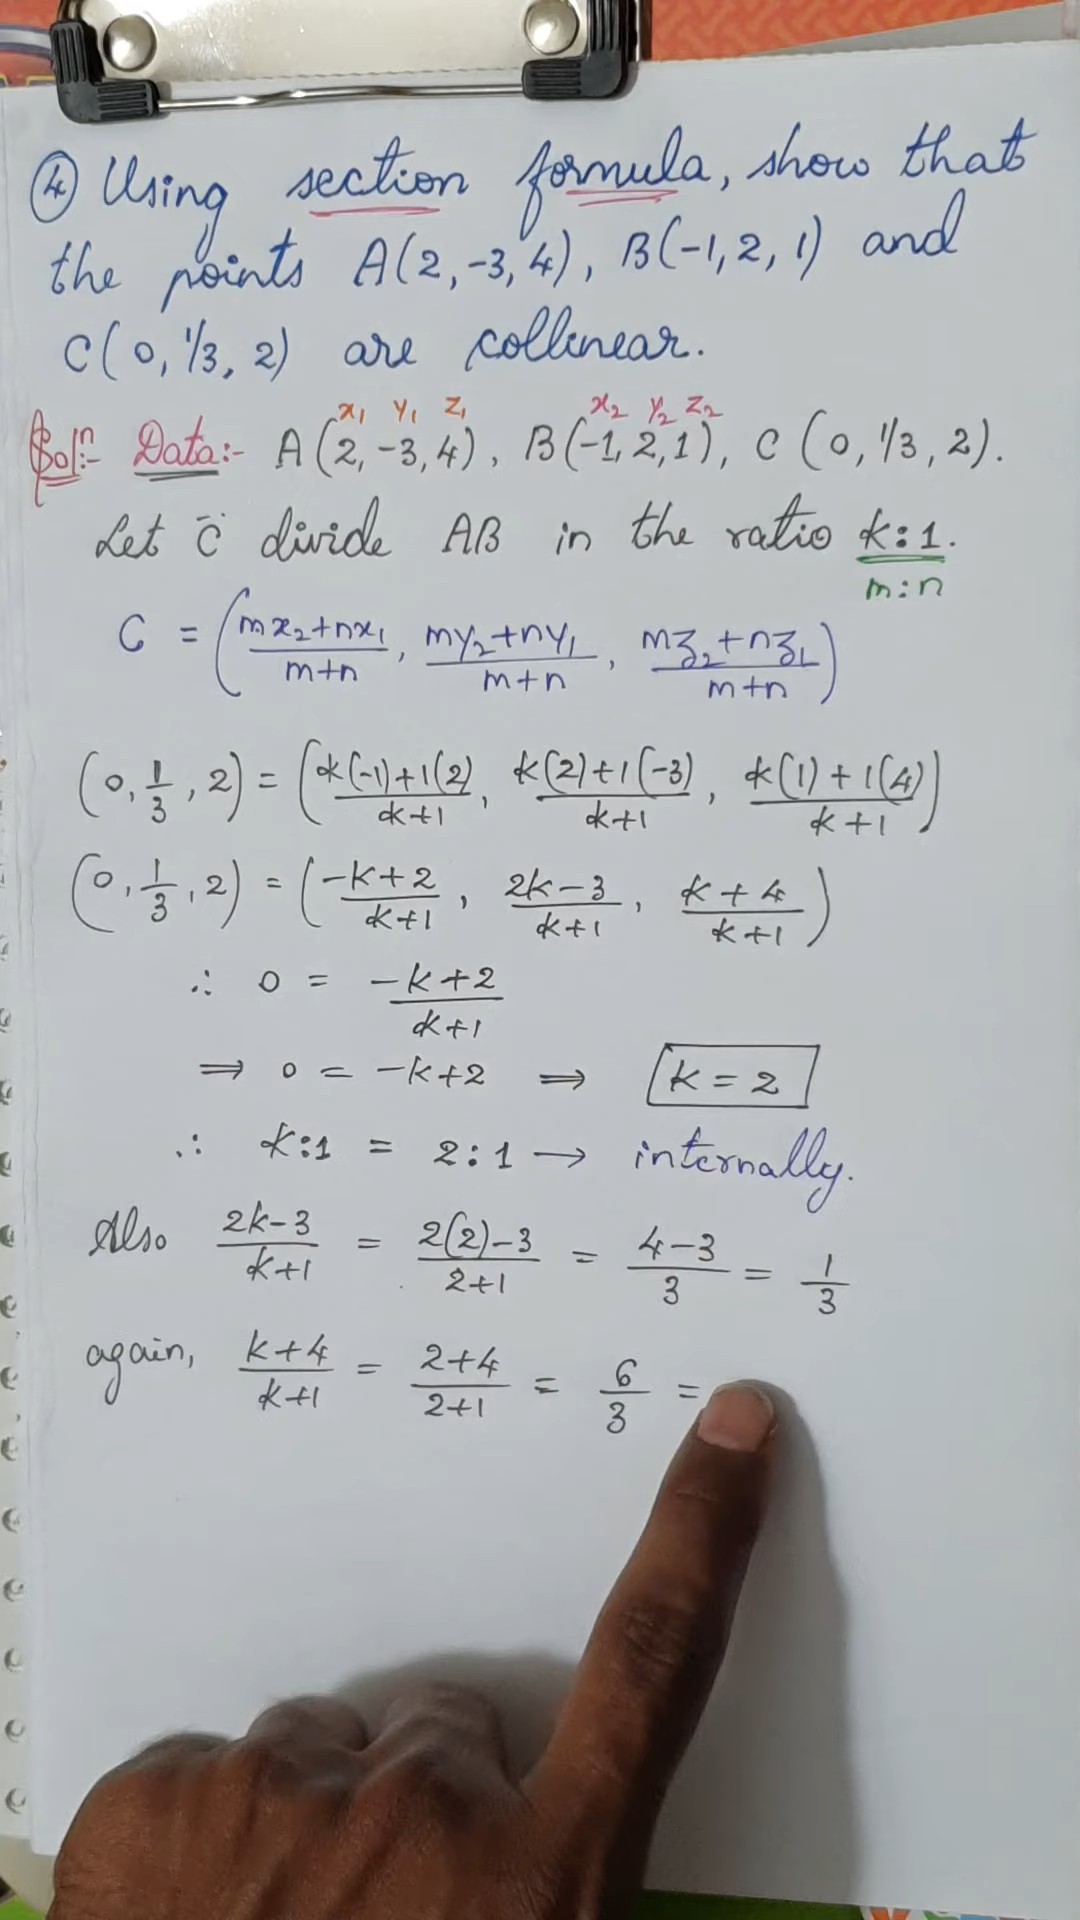 ④ Using section formula, show that
the points A(2, -3, 4), B(-1, 2, 1) and
C(0, 1/3, 2) are collinear.
x₁ y₁ z₁ x₂ y₂ z₂
Solⁿ:- Data:- A(2, -3, 4), B(-1, 2, 1), C(0, 1/3, 2).
Let 'C' divide AB in the ratio k:1.
m:n
C = ((mx₂+nx₁)/(m+n), (my₂+ny₁)/(m+n), (mz₂+nz₁)/(m+n))
(0, 1/3, 2) = ((k(-1)+1(2))/(k+1), (k(2)+1(-3))/(k+1), (k(1)+1(4))/(k+1))
(0, 1/3, 2) = ((-k+2)/(k+1), (2k-3)/(k+1), (k+4)/(k+1))
∴ 0 = (-k+2)/(k+1)
⇒ 0 = -k+2 ⇒ k = 2
∴ k:1 = 2:1 → internally.
Also (2k-3)/(k+1) = (2(2)-3)/(2+1) = (4-3)/3 = 1/3
again, (k+4)/(k+1) = (2+4)/(2+1) = 6/3 =